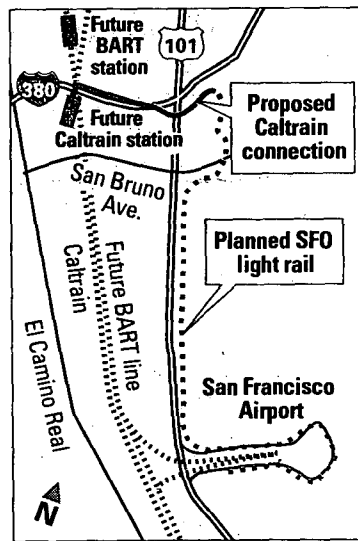 Future
BART
station
101
380
Future
Caltrain station
Proposed
Caltrain
connection
San Bruno
Ave.
Planned SFO
light rail
Future BART line
Caltrain
El Camino Real
San Francisco
Airport
N